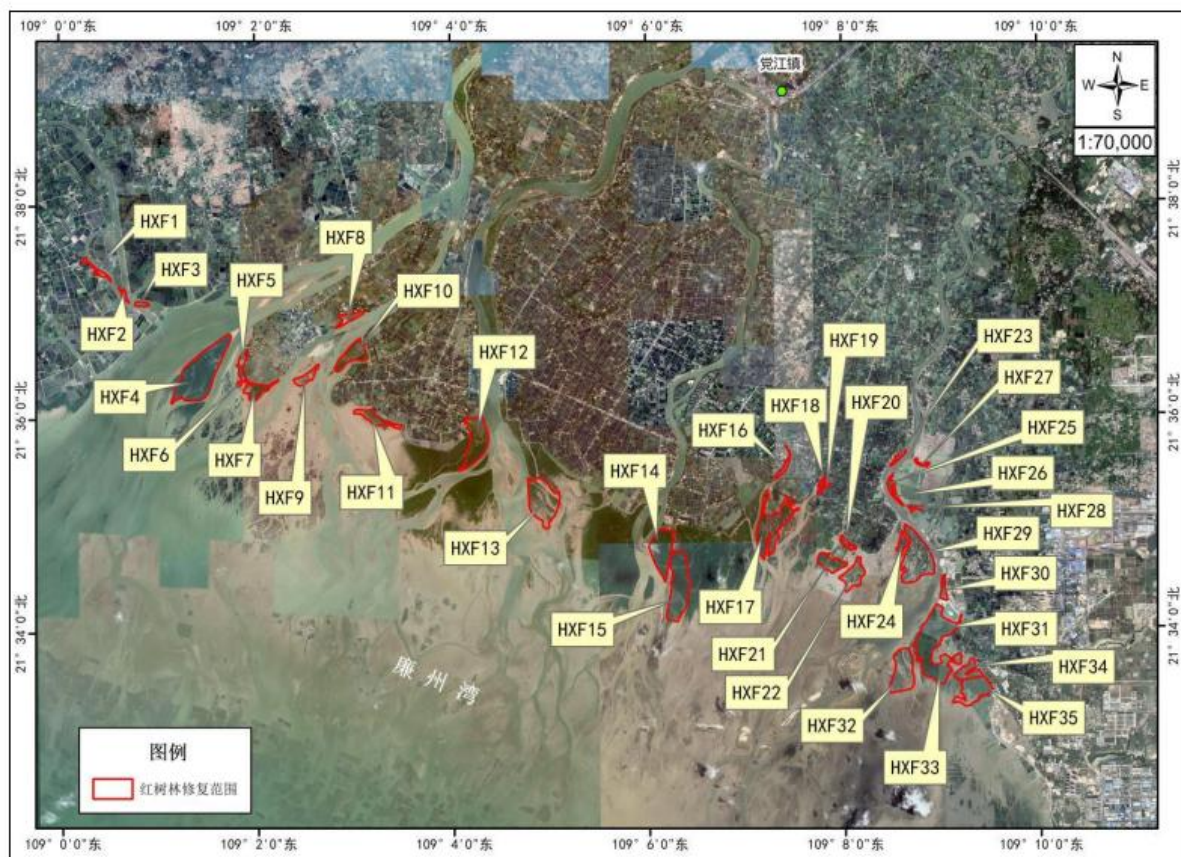 109° 0′0″东
109° 2′0″东
109° 4′0″东
109° 6′0″东
109° 8′0″东
109° 10′0″东
党江镇
N
W
E
S
1:70,000
21° 38′0″北
21° 38′0″北
HXF1
HXF3
HXF5
HXF8
HXF10
HXF2
HXF12
HXF19
HXF23
HXF27
HXF4
HXF18
HXF20
HXF25
21° 36′0″北
21° 36′0″北
HXF6
HXF7
HXF9
HXF11
HXF16
HXF26
HXF14
HXF28
HXF13
HXF29
HXF30
HXF15
HXF17
HXF24
HXF31
21° 34′0″北
21° 34′0″北
HXF21
HXF34
HXF22
HXF32
HXF35
HXF33
廉州湾
图例
红树林修复范围
109° 0′0″东
109° 2′0″东
109° 4′0″东
109° 6′0″东
109° 8′0″东
109° 10′0″东